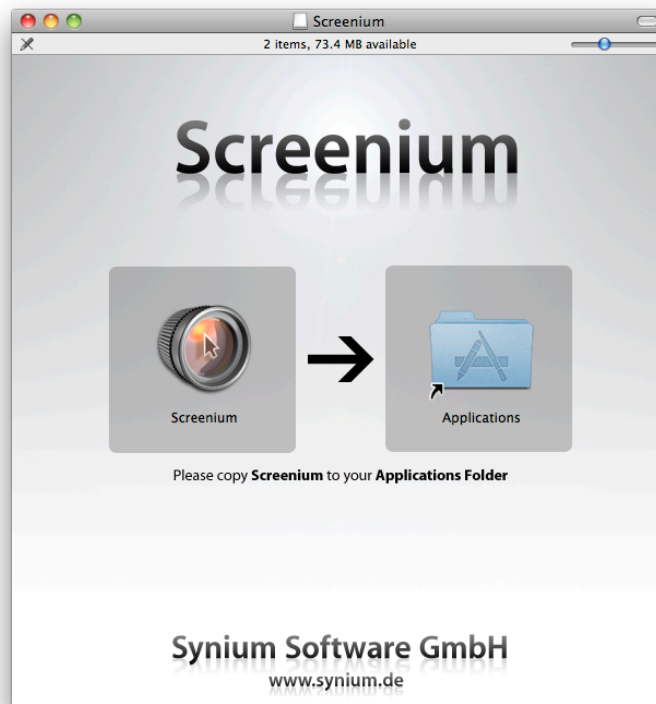 Screenium
2 items, 73.4 MB available
Screenium
Screenium
Applications
Please copy Screenium to your Applications Folder
Synium Software GmbH
www.synium.de